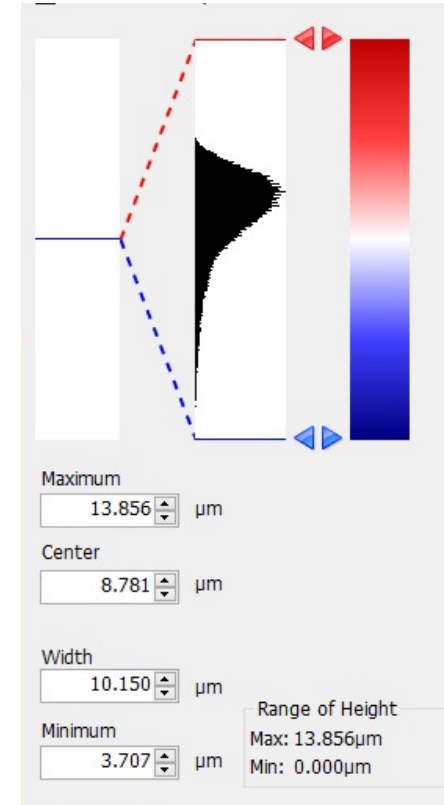 Maximum
13.856 µm
Center
8.781 µm
Width
10.150 µm
Minimum
3.707 µm
Range of Height
Max: 13.856µm
Min: 0.000µm